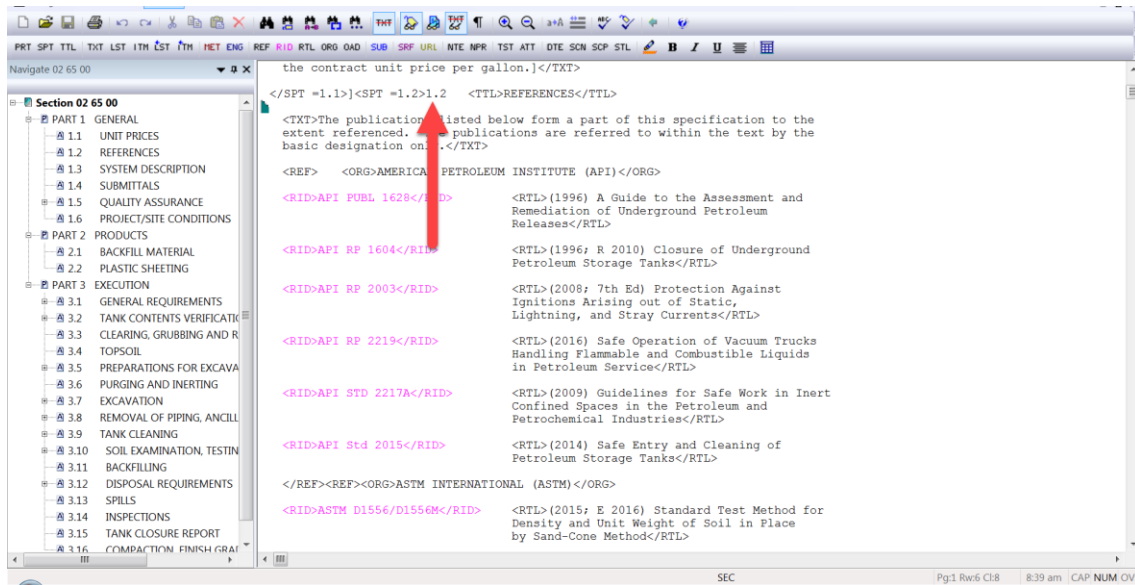 THT
THT
¶
a+A
ABC
PRT SPT TTL TXT LST ITM LST ITM MET ENG REF RID RTL ORG OAD SUB SRF URL NTE NPR TST ATT DTE SCN SCP STL B I U
Navigate 02 65 00
Section 02 65 00
PART 1 GENERAL
1.1 UNIT PRICES
1.2 REFERENCES
1.3 SYSTEM DESCRIPTION
1.4 SUBMITTALS
1.5 QUALITY ASSURANCE
1.6 PROJECT/SITE CONDITIONS
PART 2 PRODUCTS
2.1 BACKFILL MATERIAL
2.2 PLASTIC SHEETING
PART 3 EXECUTION
3.1 GENERAL REQUIREMENTS
3.2 TANK CONTENTS VERIFICATI
3.3 CLEARING, GRUBBING AND R
3.4 TOPSOIL
3.5 PREPARATIONS FOR EXCAVA
3.6 PURGING AND INERTING
3.7 EXCAVATION
3.8 REMOVAL OF PIPING, ANCILL
3.9 TANK CLEANING
3.10 SOIL EXAMINATION, TESTIN
3.11 BACKFILLING
3.12 DISPOSAL REQUIREMENTS
3.13 SPILLS
3.14 INSPECTIONS
3.15 TANK CLOSURE REPORT
3.16 COMPACTION, FINISH GRAI
the contract unit price per gallon.]</TXT>
</SPT =1.1>]<SPT =1.2>1.2 <TTL>REFERENCES</TTL>
<TXT>The publication listed below form a part of this specification to the
extent referenced. publications are referred to within the text by the
basic designation on .</TXT>
<REF> <ORG>AMERICA PETROLEUM INSTITUTE (API)</ORG>
<RID>API PUBL 1628</RID> <RTL>(1996) A Guide to the Assessment and
Remediation of Underground Petroleum
Releases</RTL>
<RID>API RP 1604</RID> <RTL>(1996; R 2010) Closure of Underground
Petroleum Storage Tanks</RTL>
<RID>API RP 2003</RID> <RTL>(2008; 7th Ed) Protection Against
Ignitions Arising out of Static,
Lightning, and Stray Currents</RTL>
<RID>API RP 2219</RID> <RTL>(2016) Safe Operation of Vacuum Trucks
Handling Flammable and Combustible Liquids
in Petroleum Service</RTL>
<RID>API STD 2217A</RID> <RTL>(2009) Guidelines for Safe Work in Inert
Confined Spaces in the Petroleum and
Petrochemical Industries</RTL>
<RID>API Std 2015</RID> <RTL>(2014) Safe Entry and Cleaning of
Petroleum Storage Tanks</RTL>
</REF><REF><ORG>ASTM INTERNATIONAL (ASTM)</ORG>
<RID>ASTM D1556/D1556M</RID> <RTL>(2015; E 2016) Standard Test Method for
Density and Unit Weight of Soil in Place
by Sand-Cone Method</RTL>
SEC Pg:1 Rw:6 Cl:8 8:39 am CAP NUM OV